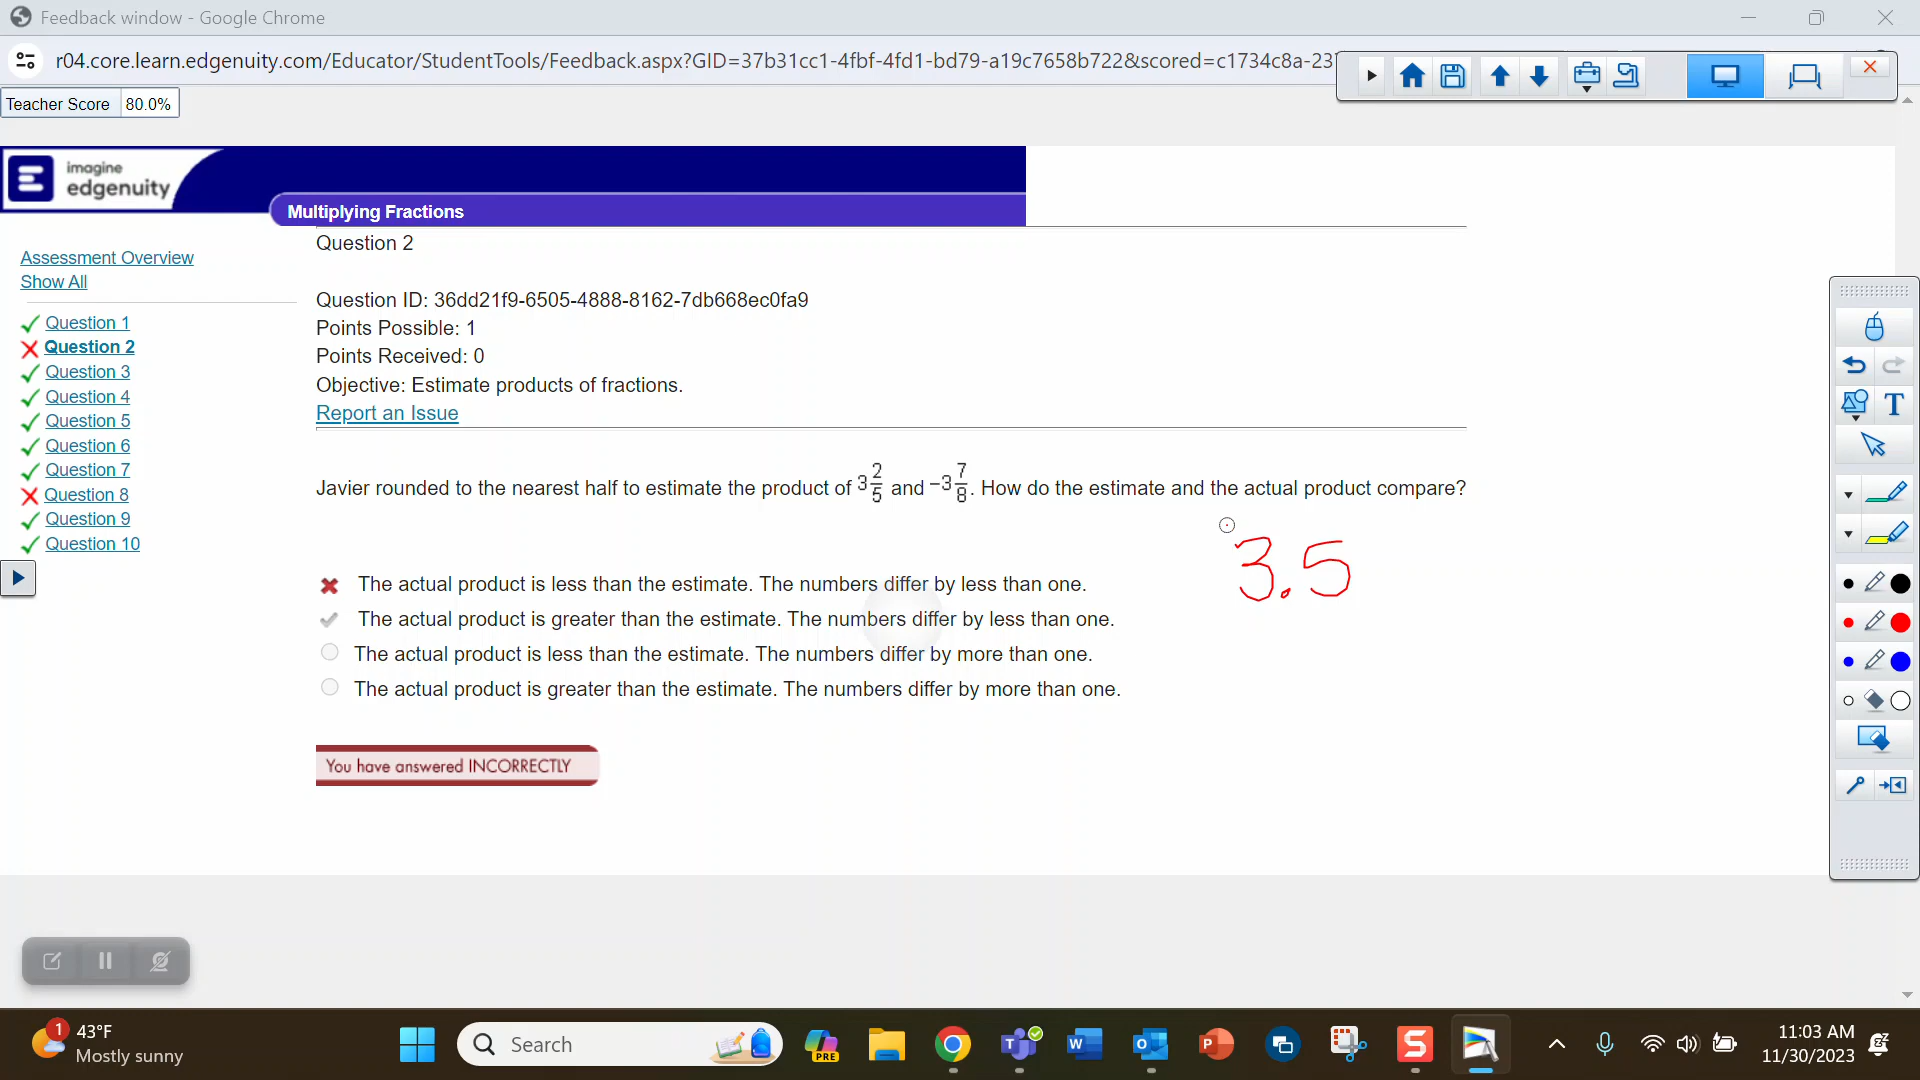 Feedback window - Google Chrome
r04.core.learn.edgenuity.com/Educator/StudentTools/Feedback.aspx?GID=37b31cc1-4fbf-4fd1-bd79-a19c7658b722&scored=c1734c8a-23
Teacher Score 80.0%
imagine
edgenuity
Multiplying Fractions
Question 2
Assessment Overview
Show All
Question 1
Question 2
Question 3
Question 4
Question 5
Question 6
Question 7
Question 8
Question 9
Question 10
Question ID: 36dd21f9-6505-4888-8162-7db668ec0fa9
Points Possible: 1
Points Received: 0
Objective: Estimate products of fractions.
Report an Issue
Javier rounded to the nearest half to estimate the product of 3 2/5 and −3 7/8. How do the estimate and the actual product compare?
3.5
The actual product is less than the estimate. The numbers differ by less than one.
The actual product is greater than the estimate. The numbers differ by less than one.
The actual product is less than the estimate. The numbers differ by more than one.
The actual product is greater than the estimate. The numbers differ by more than one.
You have answered INCORRECTLY
T
1
43°F
Mostly sunny
Search
PRE
T
W
O
P
S
11:03 AM
11/30/2023